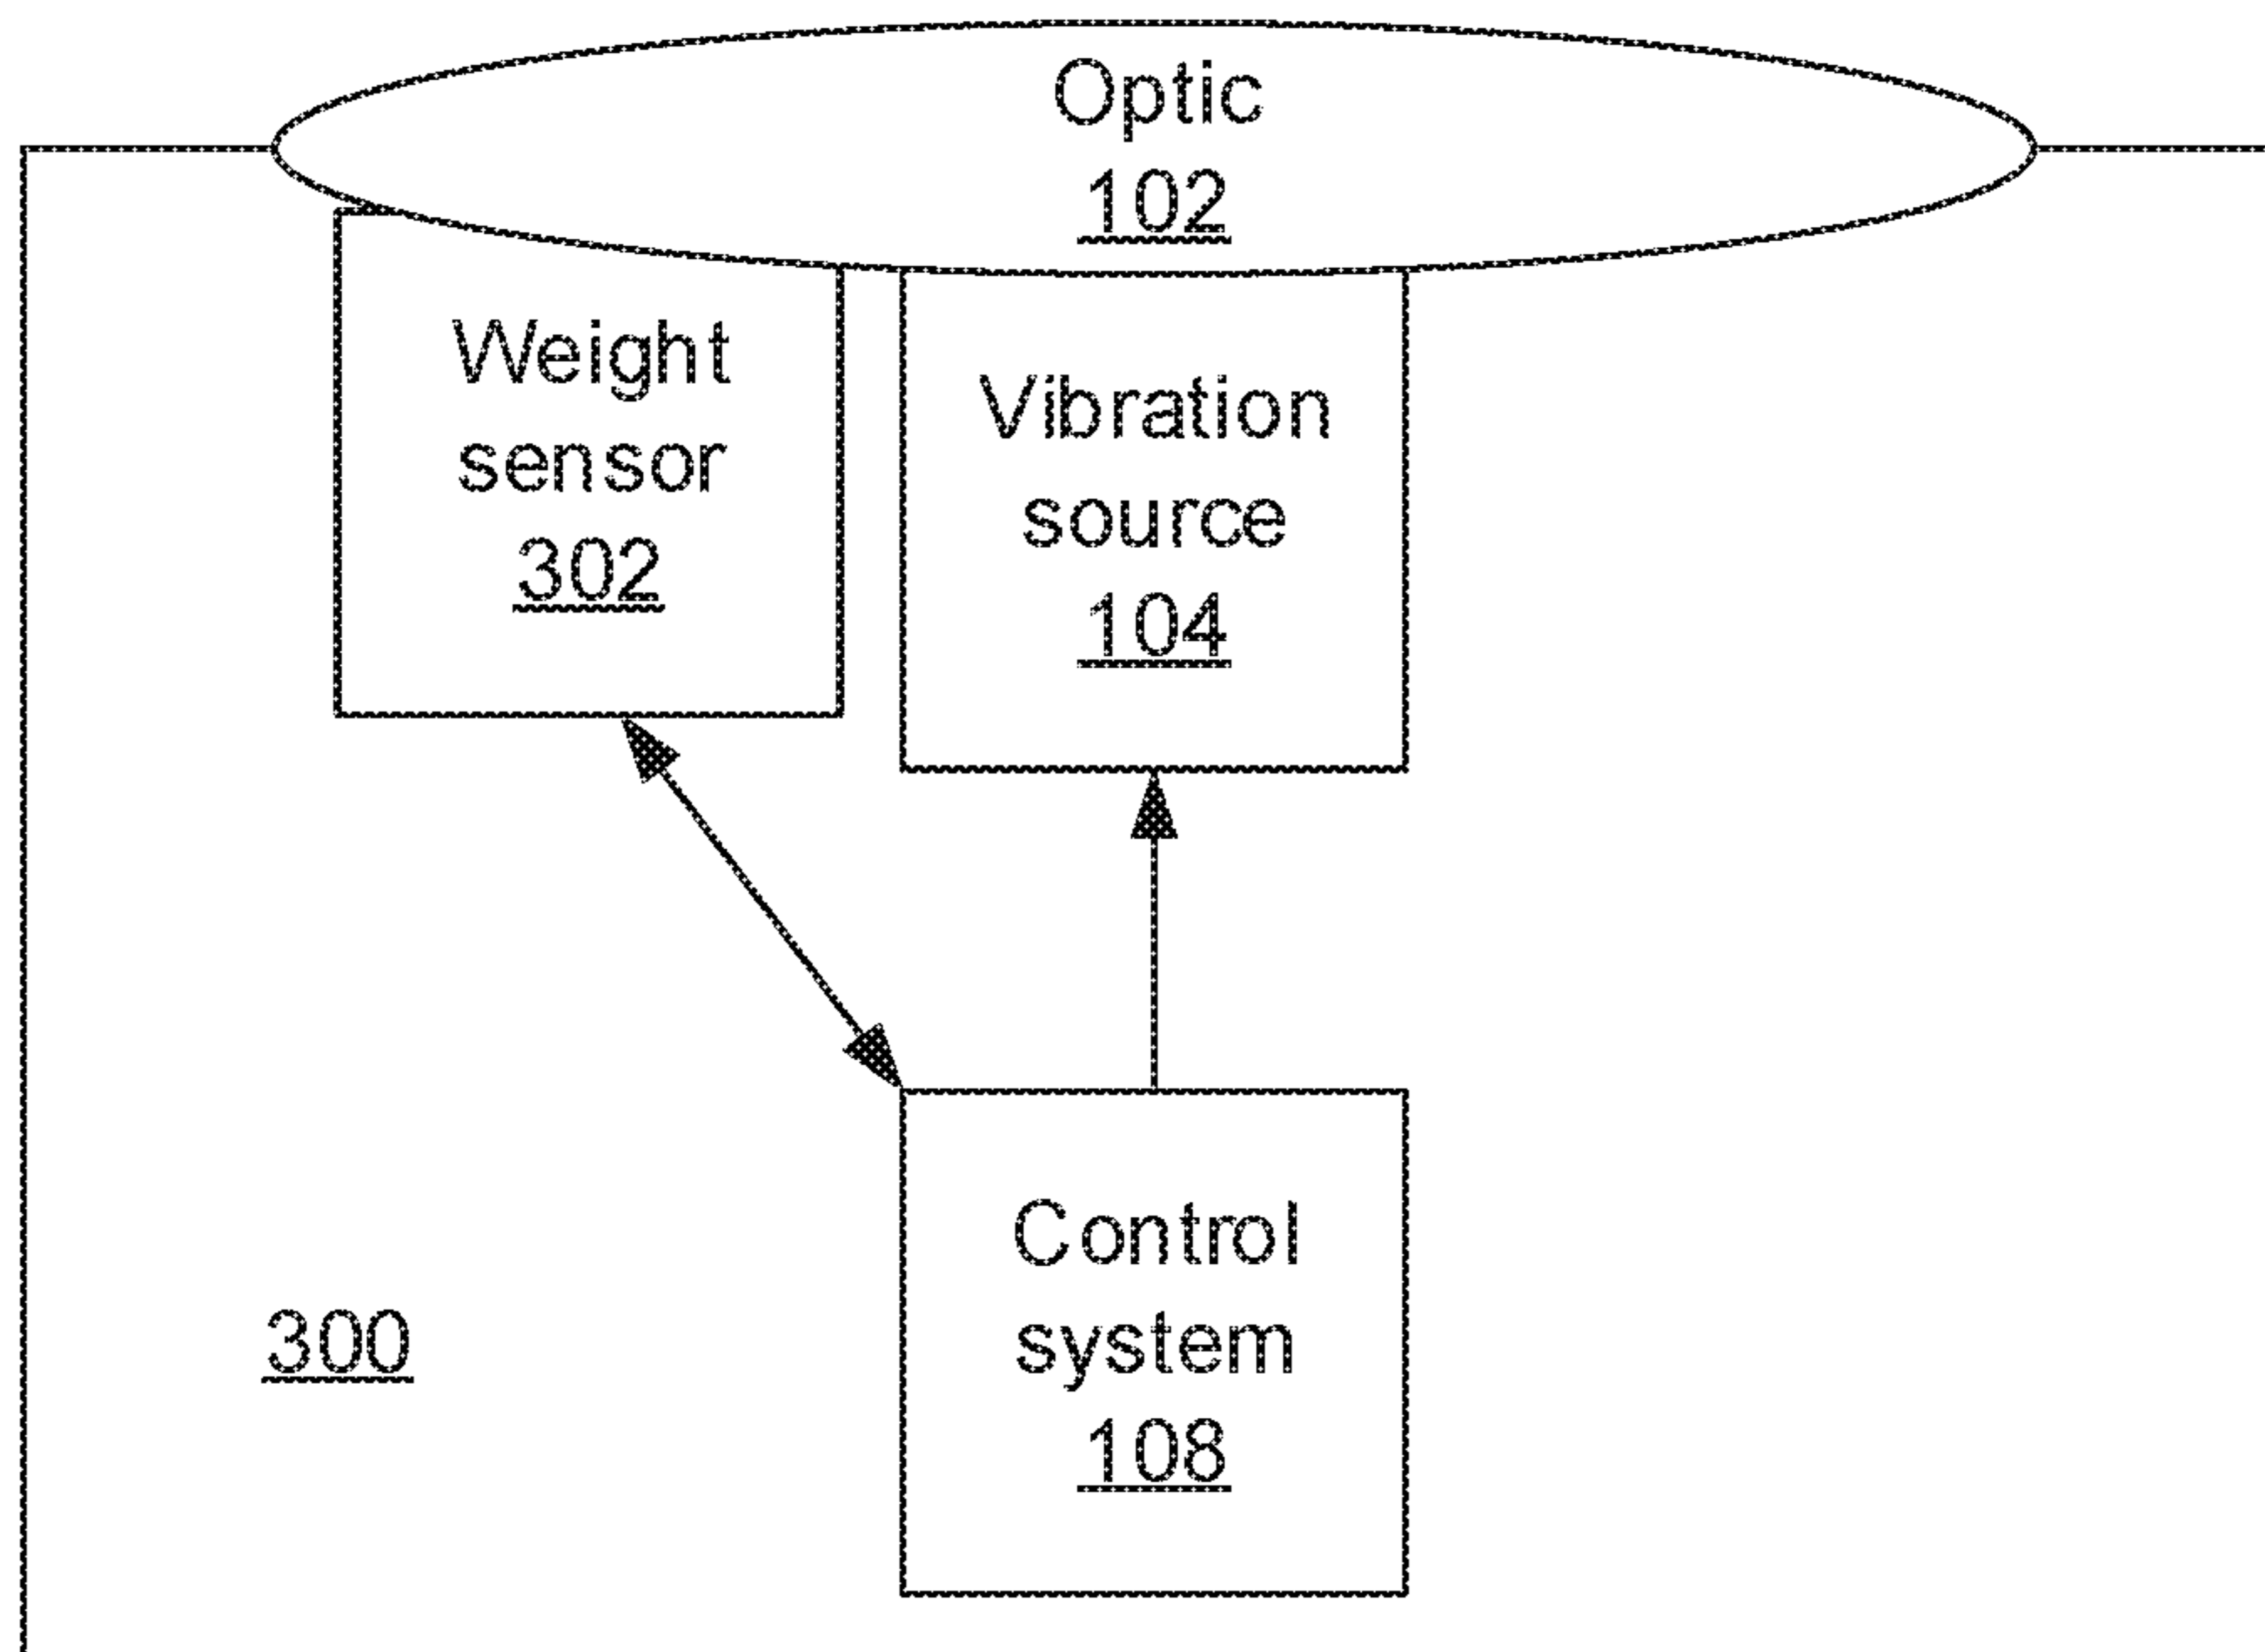 Optic
102
Weight
sensor
302
Vibration
source
104
Control
system
108
300